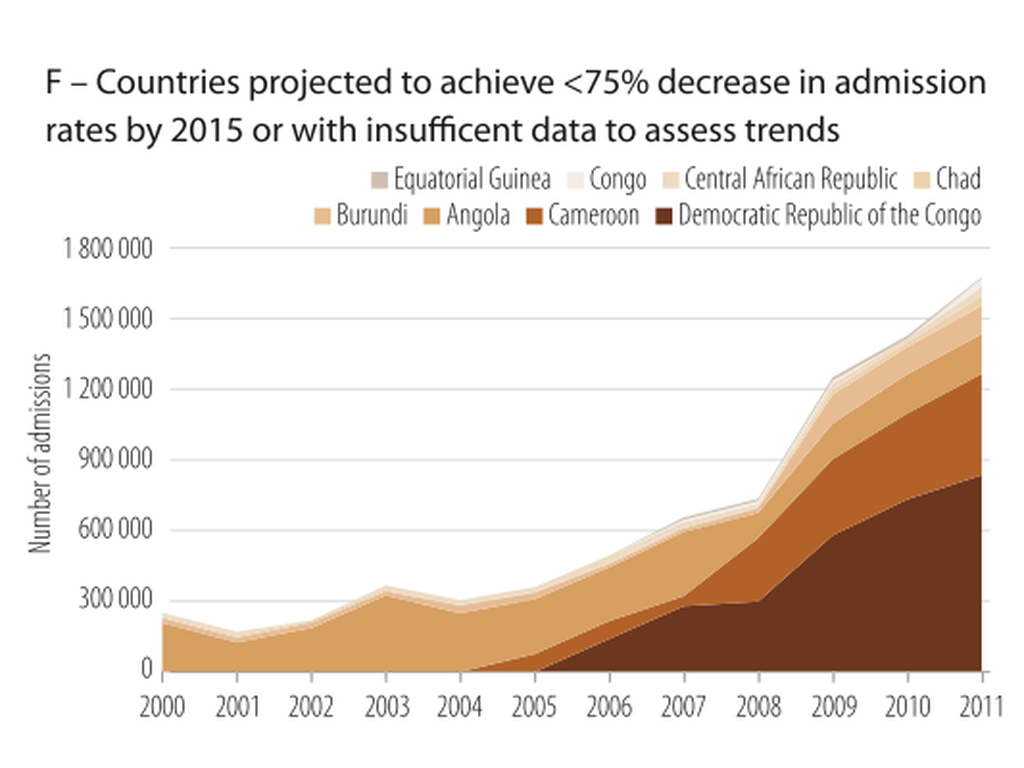 F – Countries projected to achieve <75% decrease in admission
rates by 2015 or with insufficent data to assess trends
Equatorial Guinea Congo Central African Republic Chad
Burundi Angola Cameroon Democratic Republic of the Congo
Number of admissions
1 800 000
1 500 000
1 200 000
900 000
600 000
300 000
0
2000 2001 2002 2003 2004 2005 2006 2007 2008 2009 2010 2011